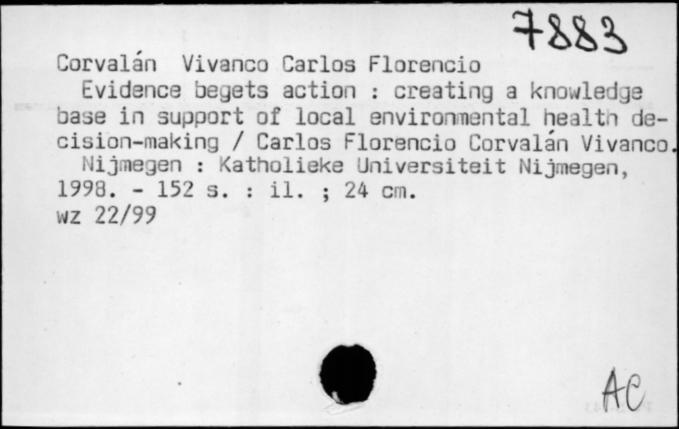 7883
Corvalán Vivanco Carlos Florencio
Evidence begets action : creating a knowledge
base in support of local environmental health de-
cision-making / Carlos Florencio Corvalán Vivanco.
Nijmegen : Katholieke Universiteit Nijmegen,
1998. - 152 s. : il. ; 24 cm.
wz 22/99
AC